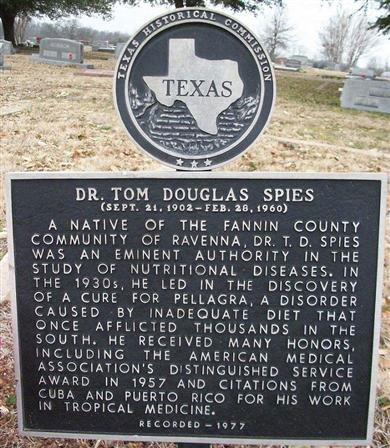 TEXAS HISTORICAL COMMISSION
TEXAS
DR. TOM DOUGLAS SPIES
(SEPT. 21, 1902 - FEB. 28, 1960)
A NATIVE OF THE FANNIN COUNTY
COMMUNITY OF RAVENNA, DR. T. D. SPIES
WAS AN EMINENT AUTHORITY IN THE
STUDY OF NUTRITIONAL DISEASES. IN
THE 1930s, HE LED IN THE DISCOVERY
OF A CURE FOR PELLAGRA, A DISORDER
CAUSED BY INADEQUATE DIET THAT
ONCE AFFLICTED THOUSANDS IN THE
SOUTH. HE RECEIVED MANY HONORS,
INCLUDING THE AMERICAN MEDICAL
ASSOCIATION'S DISTINGUISHED SERVICE
AWARD IN 1957 AND CITATIONS FROM
CUBA AND PUERTO RICO FOR HIS WORK
IN TROPICAL MEDICINE.
RECORDED - 1977